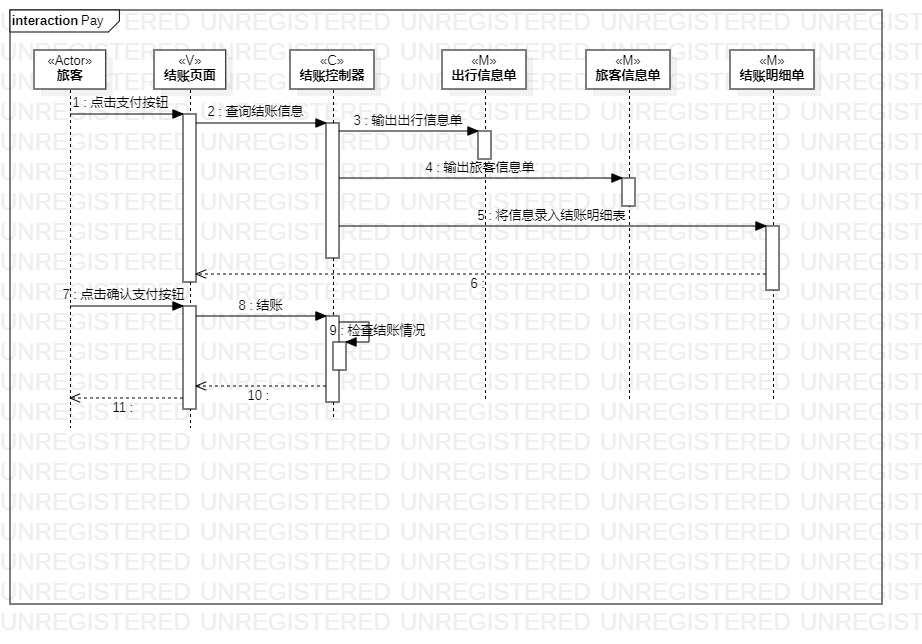 interaction Pay
«Actor»
旅客
«V»
结账页面
«C»
结账控制器
«M»
出行信息单
«M»
旅客信息单
«M»
结账明细单
1 : 点击支付按钮
2 : 查询结账信息
3 : 输出出行信息单
4 : 输出旅客信息单
5 : 将信息录入结账明细表
6 :
7 : 点击确认支付按钮
8 : 结账
9 : 检查结账情况
10 :
11 :
UNREGISTERED UNREGISTERED UNREGISTERED UNREGISTERED UNREGIST